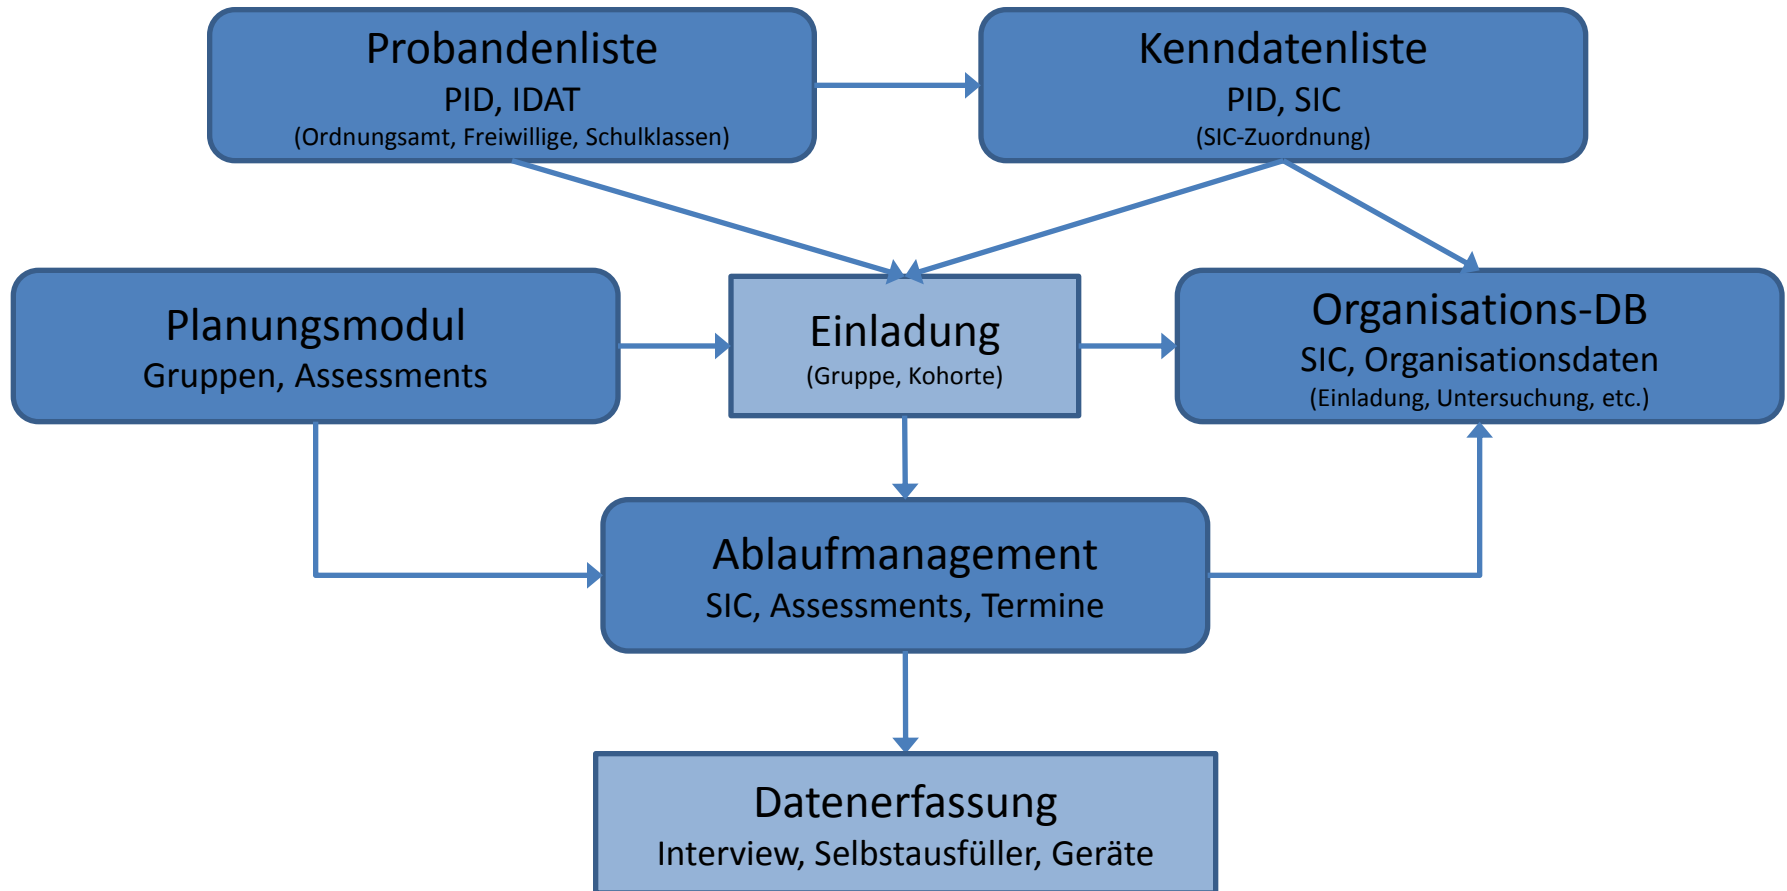 Probandenliste
PID, IDAT
(Ordnungsamt, Freiwillige, Schulklassen)
Kenndatenliste
PID, SIC
(SIC-Zuordnung)
Planungsmodul
Gruppen, Assessments
Einladung
(Gruppe, Kohorte)
Organisations-DB
SIC, Organisationsdaten
(Einladung, Untersuchung, etc.)
Ablaufmanagement
SIC, Assessments, Termine
Datenerfassung
Interview, Selbstausfüller, Geräte